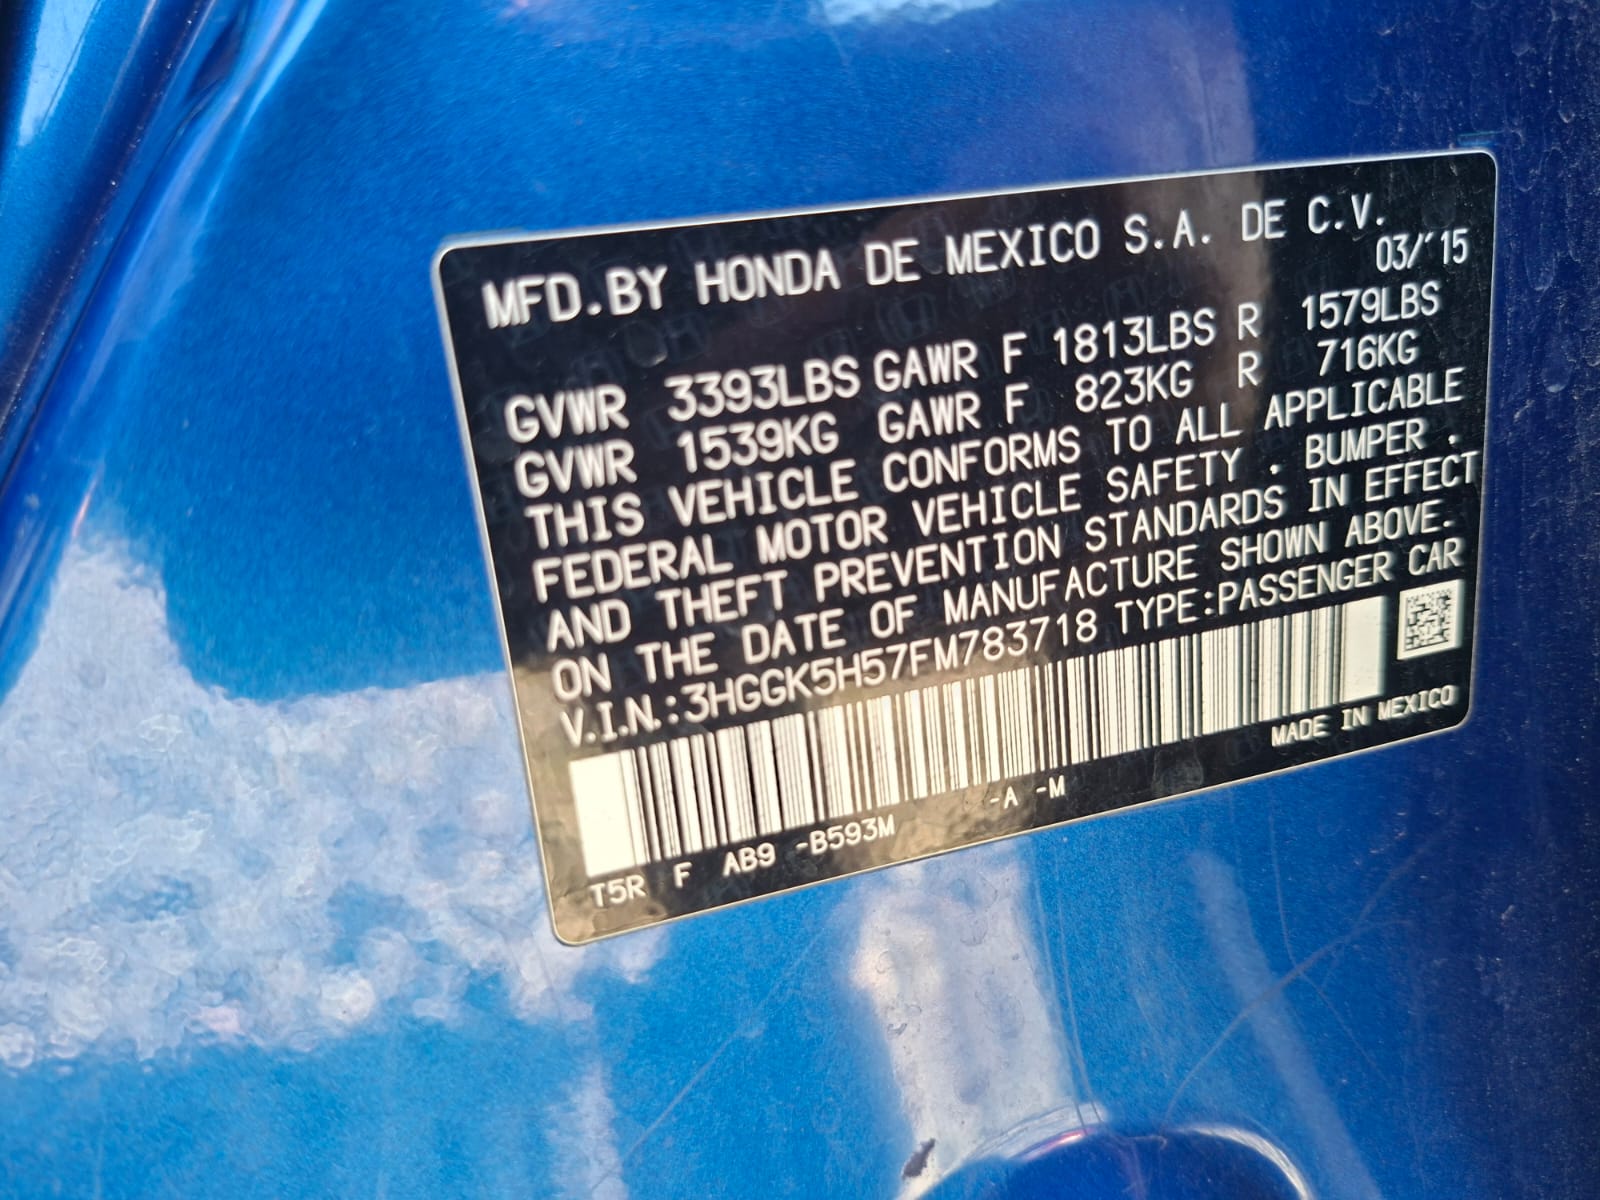 MFD.BY HONDA DE MEXICO S.A. DE C.V.
03/'15
GVWR 3393LBS GAWR F 1813LBS R 1579LBS
GVWR 1539KG GAWR F 823KG R 716KG
THIS VEHICLE CONFORMS TO ALL APPLICABLE
FEDERAL MOTOR VEHICLE SAFETY . BUMPER .
AND THEFT PREVENTION STANDARDS IN EFFECT
ON THE DATE OF MANUFACTURE SHOWN ABOVE.
V.I.N.:3HGGK5H57FM783718 TYPE:PASSENGER CAR
MADE IN MEXICO
T5R F AB9 -B593M -A -M